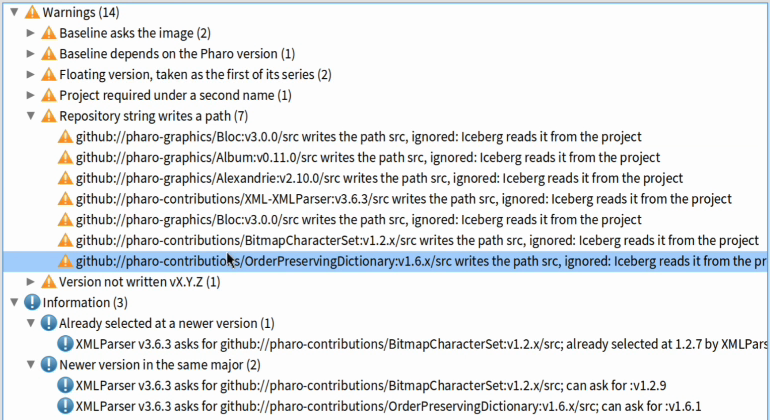 Warnings (14)
Baseline asks the image (2)
Baseline depends on the Pharo version (1)
Floating version, taken as the first of its series (2)
Project required under a second name (1)
Repository string writes a path (7)
github://pharo-graphics/Bloc:v3.0.0/src writes the path src, ignored: Iceberg reads it from the project
github://pharo-graphics/Album:v0.11.0/src writes the path src, ignored: Iceberg reads it from the project
github://pharo-graphics/Alexandrie:v2.10.0/src writes the path src, ignored: Iceberg reads it from the project
github://pharo-contributions/XML-XMLParser:v3.6.3/src writes the path src, ignored: Iceberg reads it from the project
github://pharo-graphics/Bloc:v3.0.0/src writes the path src, ignored: Iceberg reads it from the project
github://pharo-contributions/BitmapCharacterSet:v1.2.x/src writes the path src, ignored: Iceberg reads it from the project
github://pharo-contributions/OrderPreservingDictionary:v1.6.x/src writes the path src, ignored: Iceberg reads it from the pr
Version not written vX.Y.Z (1)
Information (3)
Already selected at a newer version (1)
XMLParser v3.6.3 asks for github://pharo-contributions/BitmapCharacterSet:v1.2.x/src; already selected at 1.2.7 by XMLPars
Newer version in the same major (2)
XMLParser v3.6.3 asks for github://pharo-contributions/BitmapCharacterSet:v1.2.x/src; can ask for :v1.2.9
XMLParser v3.6.3 asks for github://pharo-contributions/OrderPreservingDictionary:v1.6.x/src; can ask for :v1.6.1